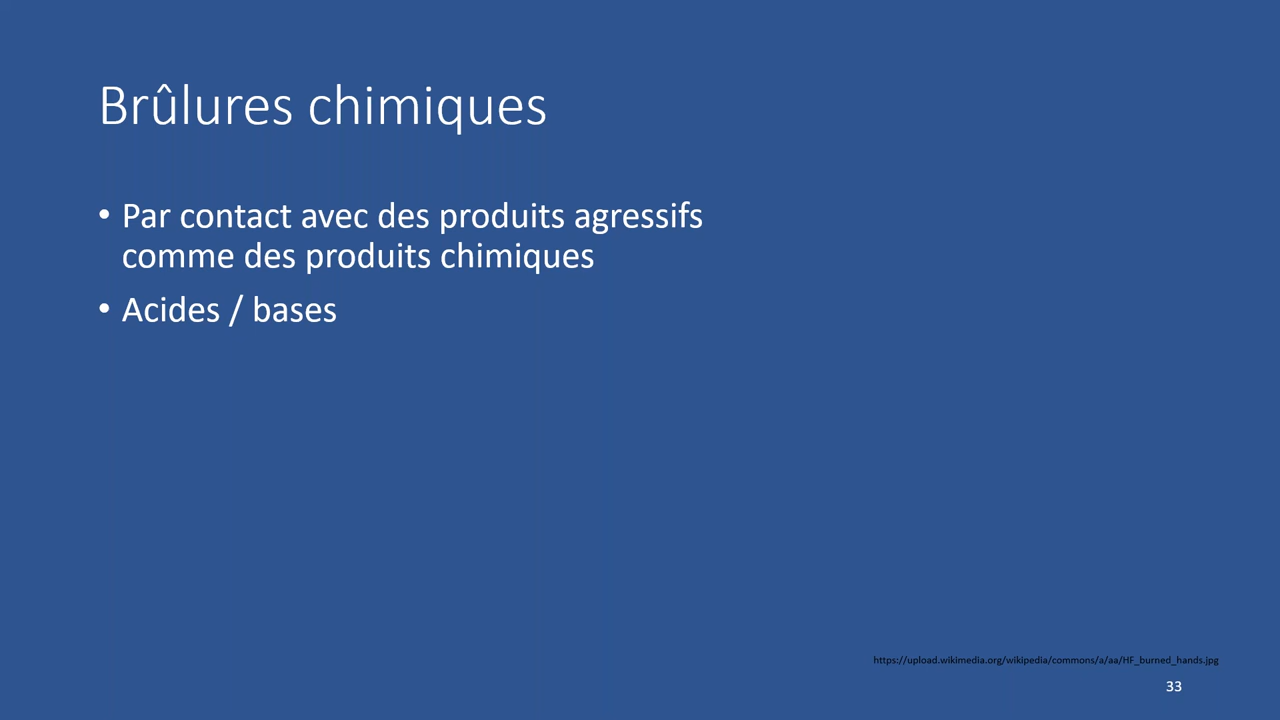 Brûlures chimiques
• Par contact avec des produits agressifs
comme des produits chimiques
• Acides / bases
https://upload.wikimedia.org/wikipedia/commons/a/aa/HF_burned_hands.jpg
33